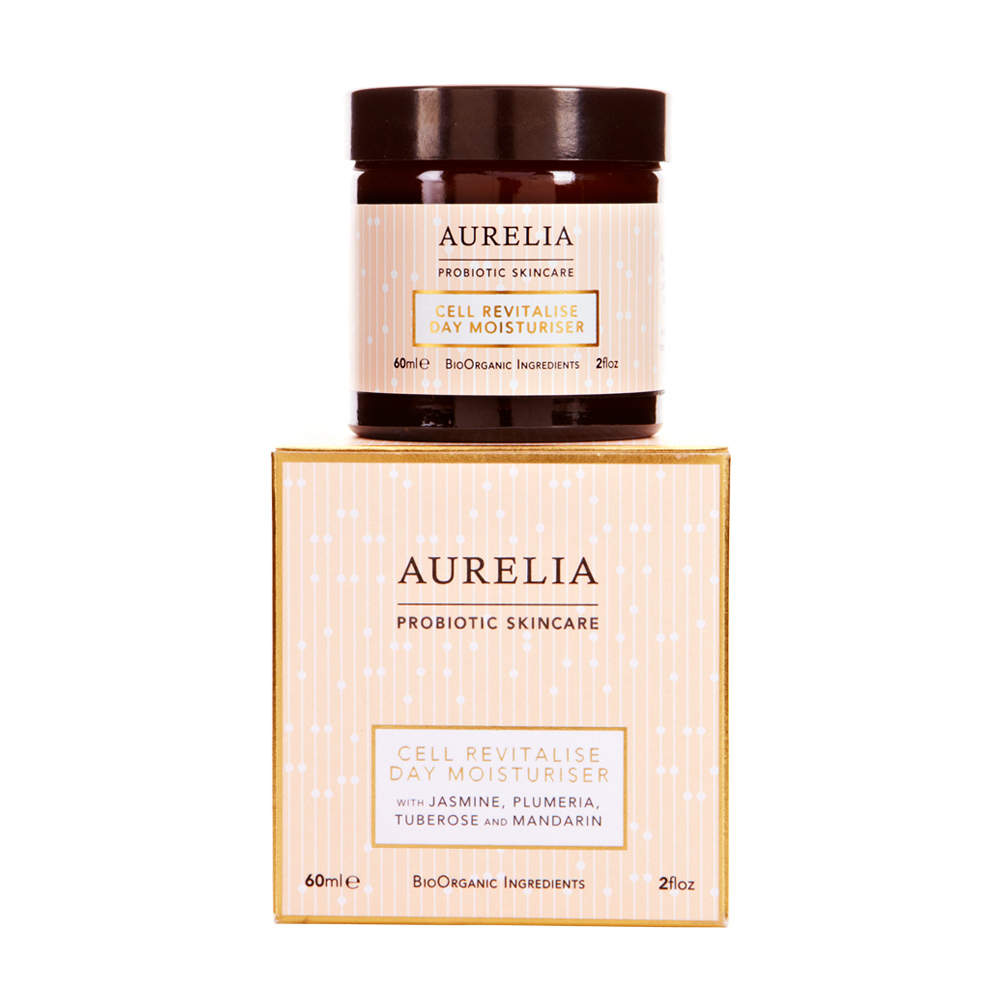 AURELIA
PROBIOTIC SKINCARE
CELL REVITALISE
DAY MOISTURISER
60ml℮ BIOORGANIC INGREDIENTS 2floz
AURELIA
PROBIOTIC SKINCARE
CELL REVITALISE
DAY MOISTURISER
WITH JASMINE, PLUMERIA,
TUBEROSE AND MANDARIN
60ml℮ BIOORGANIC INGREDIENTS 2floz